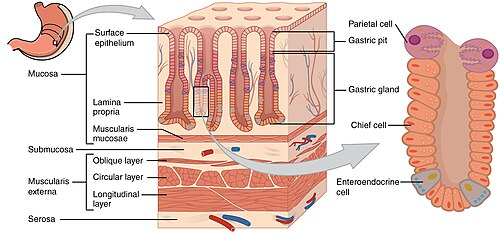 Surface
epithelium
Mucosa
Lamina
propria
Muscularis
mucosae
Submucosa
Oblique layer
Muscularis
externa
Circular layer
Longitudinal
layer
Serosa
Gastric pit
Gastric gland
Parietal cell
Chief cell
Enteroendocrine
cell